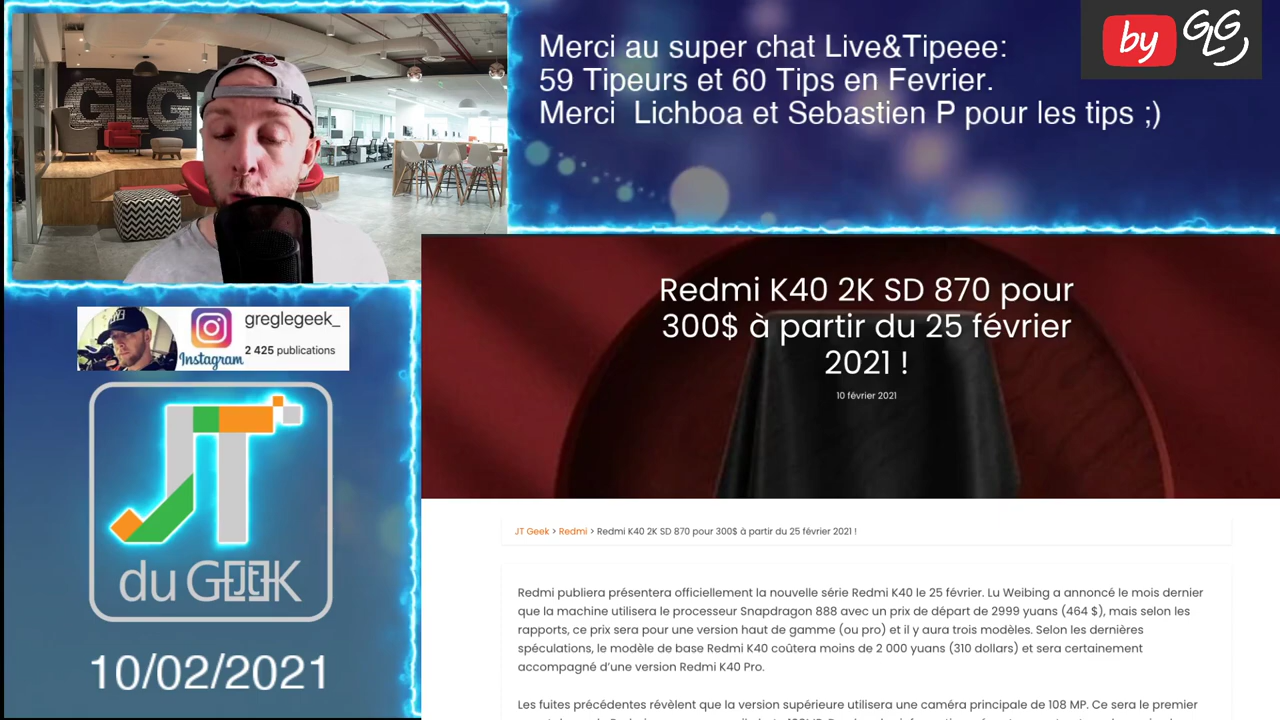 GLG
Merci au super chat Live&Tipeee:
59 Tipeurs et 60 Tips en Fevrier.
Merci Lichboa et Sebastien P pour les tips ;)
by GLG
greglegeek_
Instagram
2 425 publications
JT
du GEEK
10/02/2021
Redmi K40 2K SD 870 pour
300$ à partir du 25 février
2021 !
10 février 2021
JT Geek > Redmi > Redmi K40 2K SD 870 pour 300$ à partir du 25 février 2021 !
Redmi publiera présentera officiellement la nouvelle série Redmi K40 le 25 février. Lu Weibing a annoncé le mois dernier
que la machine utilisera le processeur Snapdragon 888 avec un prix de départ de 2999 yuans (464 $), mais selon les
rapports, ce prix sera pour une version haut de gamme (ou pro) et il y aura trois modèles. Selon les dernières
spéculations, le modèle de base Redmi K40 coûtera moins de 2 000 yuans (310 dollars) et sera certainement
accompagné d'une version Redmi K40 Pro.
Les fuites précédentes révèlent que la version supérieure utilisera une caméra principale de 108 MP. Ce sera le premier